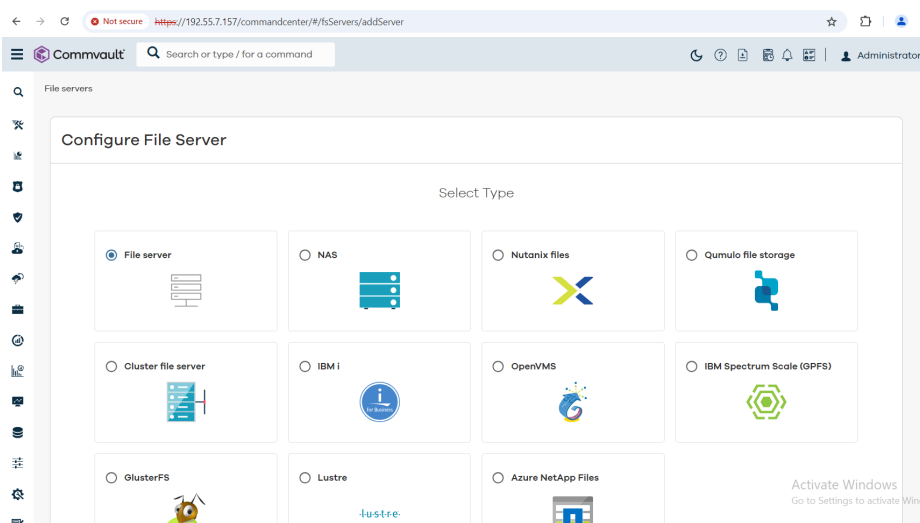 Not secure https://192.55.7.157/commandcenter/#/fsServers/addServer
Commvault Search or type / for a command Administrator
File servers
Configure File Server
Select Type
File server NAS Nutanix files Qumulo file storage
Cluster file server IBM i OpenVMS IBM Spectrum Scale (GPFS)
i
for Business
GlusterFS Lustre Azure NetApp Files
·l·u·s·t·r·e·
Activate Windows
Go to Settings to activate Win